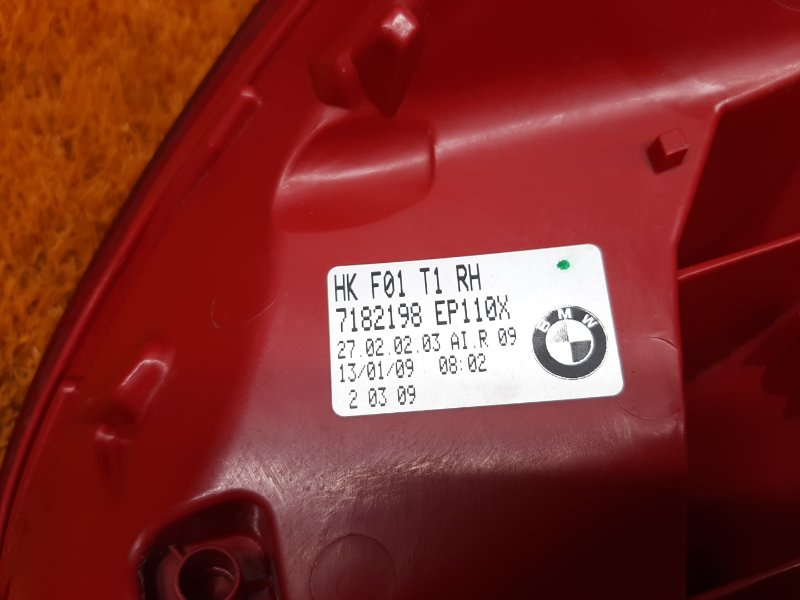 HK F01 T1 RH
7182198 EP110X
27.02.02.03 AI.R 09
13/01/09 08:02
2 03 09
BMW